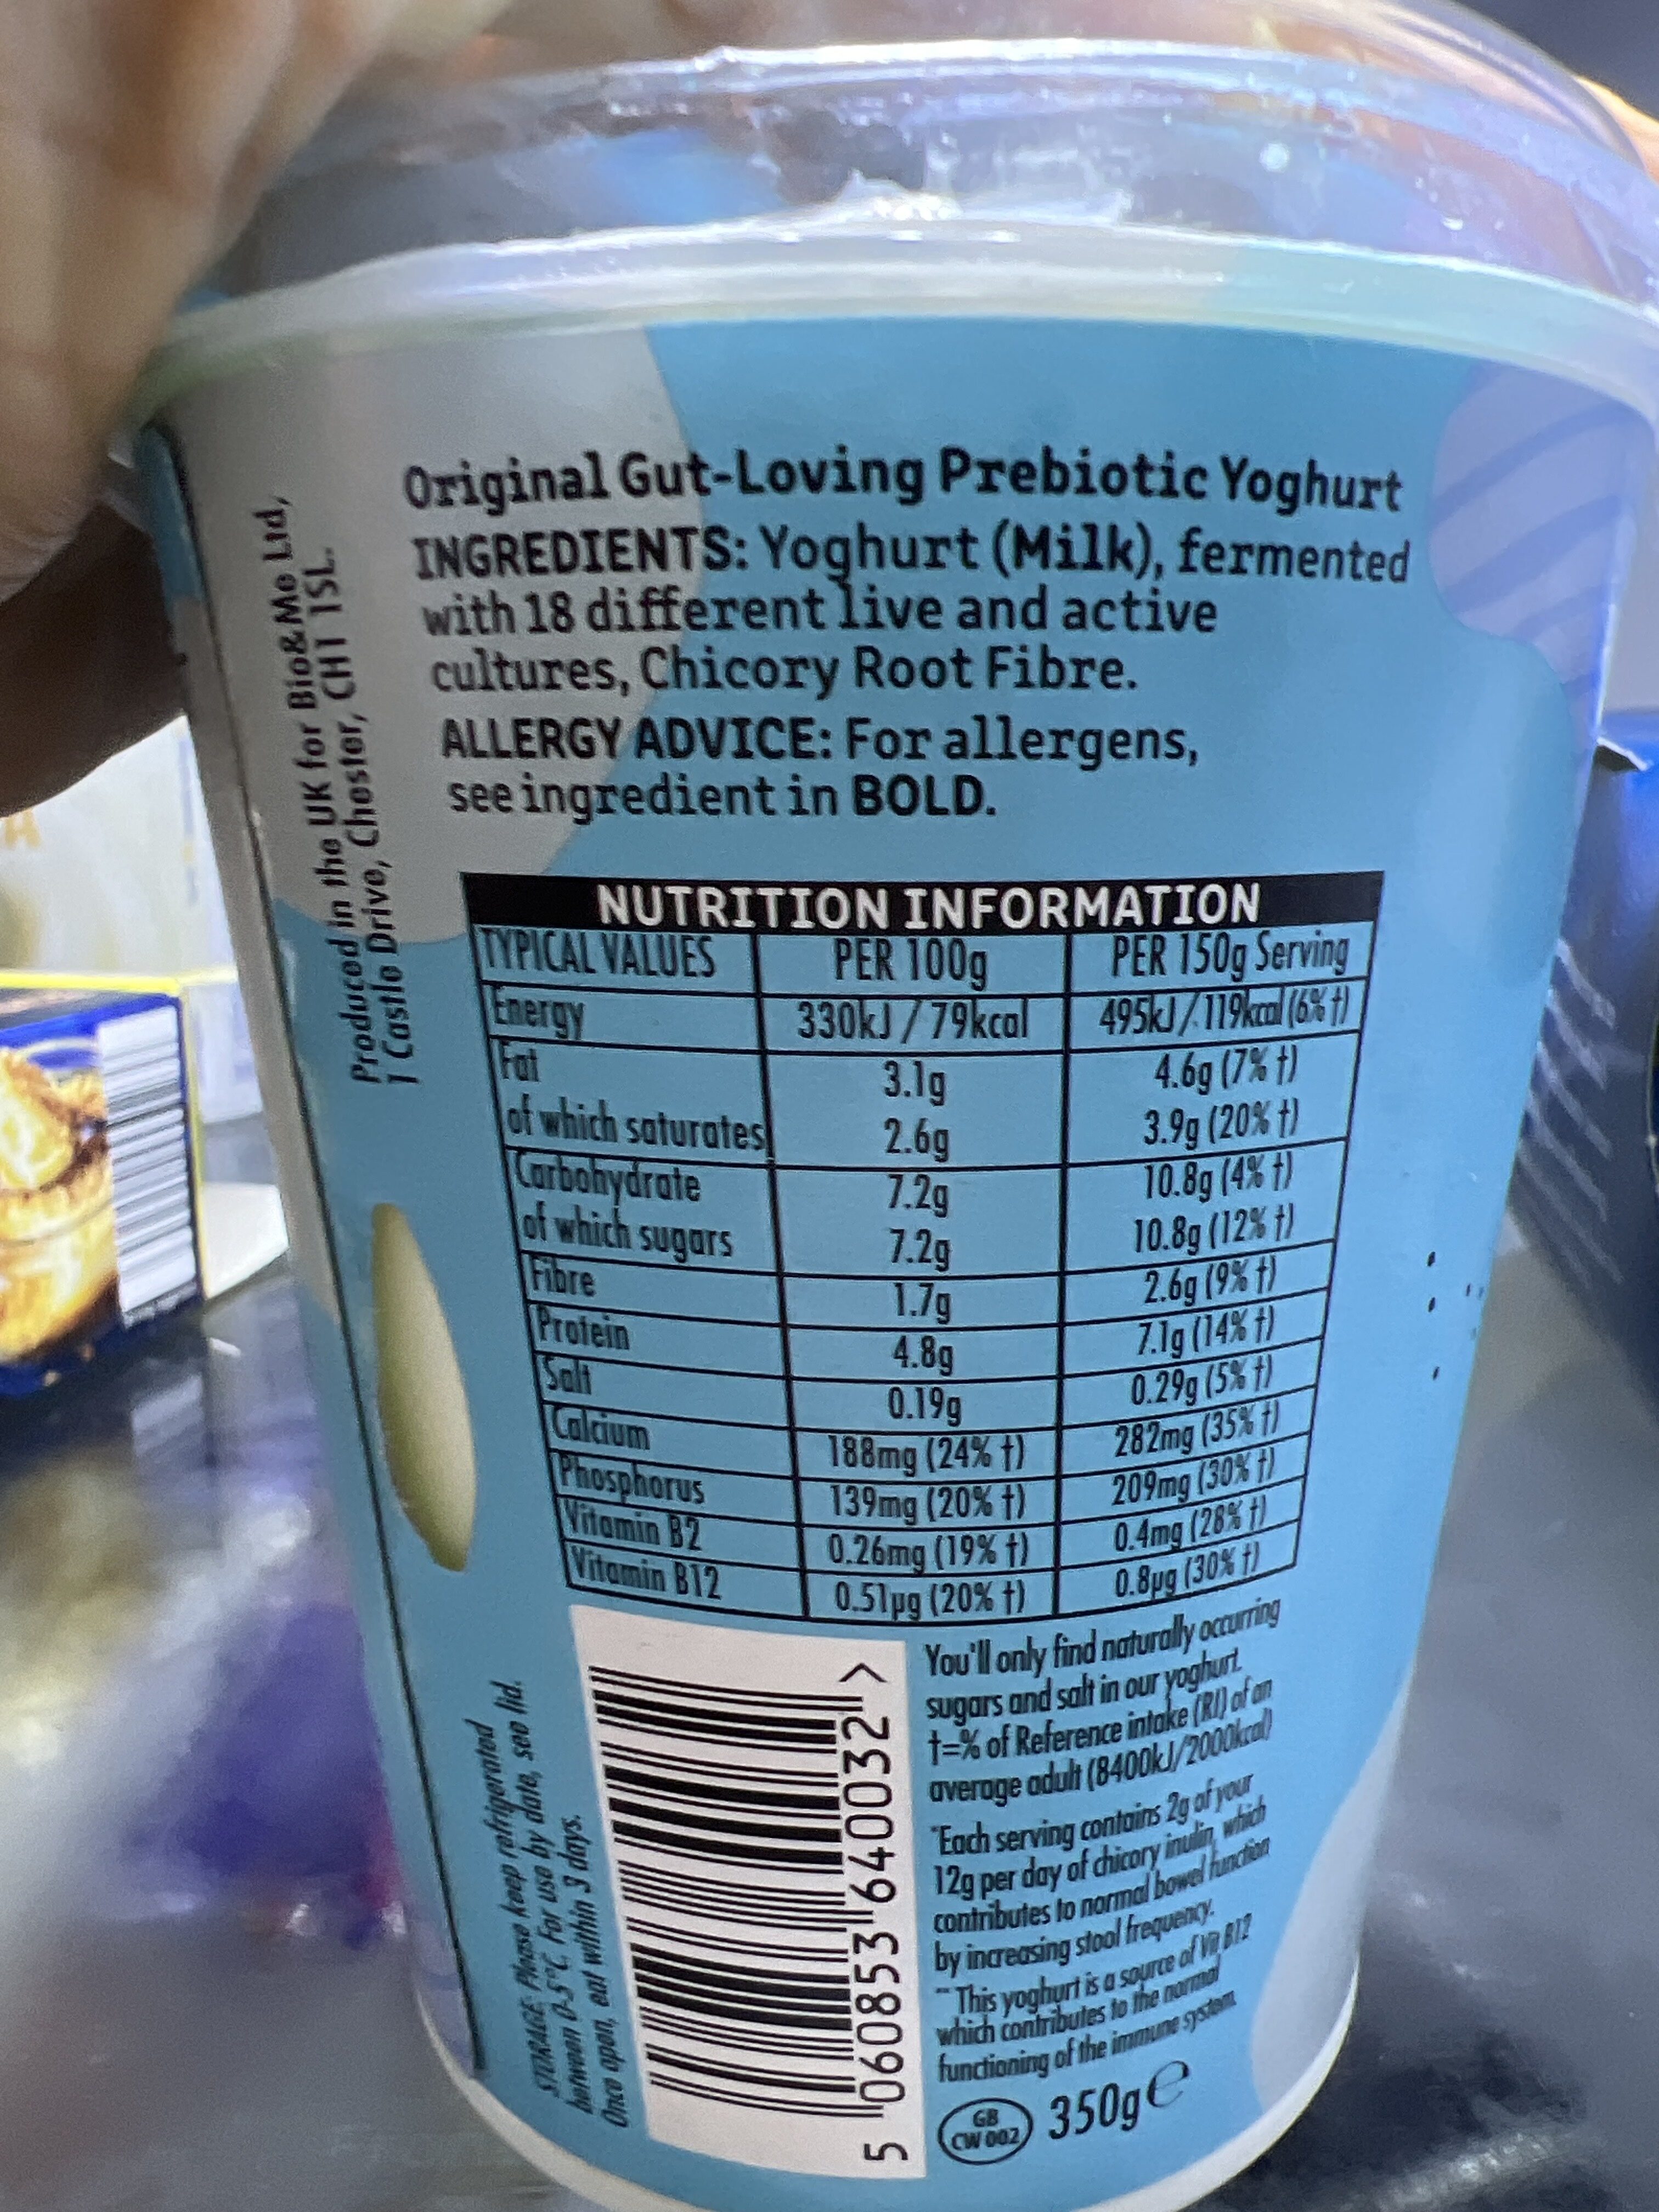 Original Gut-Loving Prebiotic Yoghurt
INGREDIENTS: Yoghurt (Milk), fermented
with 18 different live and active
cultures, Chicory Root Fibre.
ALLERGY ADVICE: For allergens,
see ingredient in BOLD.
Produced in the UK for Bio&Me Ltd,
1 Castle Drive, Chester, CH1 1SL.
NUTRITION INFORMATION
TYPICAL VALUES PER 100g PER 150g Serving
Energy 330kJ / 79kcal 495kJ / 119kcal (6% †)
Fat 3.1g 4.6g (7% †)
of which saturates 2.6g 3.9g (20% †)
Carbohydrate 7.2g 10.8g (4% †)
of which sugars 7.2g 10.8g (12% †)
Fibre 1.7g 2.6g (9% †)
Protein 4.8g 7.1g (14% †)
Salt 0.19g 0.29g (5% †)
Calcium 188mg (24% †) 282mg (35% †)
Phosphorus 139mg (20% †) 209mg (30% †)
Vitamin B2 0.26mg (19% †) 0.4mg (28% †)
Vitamin B12 0.51µg (20% †) 0.8µg (30% †)
STORAGE: Please keep refrigerated
between 0-5°C. For use by date, see lid.
Once open, eat within 3 days.
5 060853 640032 >
You'll only find naturally occurring
sugars and salt in our yoghurt.
†=% of Reference intake (RI) of an
average adult (8400kJ/2000kcal)
*Each serving contains 2g of your
12g per day of chicory inulin, which
contributes to normal bowel function
by increasing stool frequency.
** This yoghurt is a source of Vit B12
which contributes to the normal
functioning of the immune system
GB
CW 002
350g℮